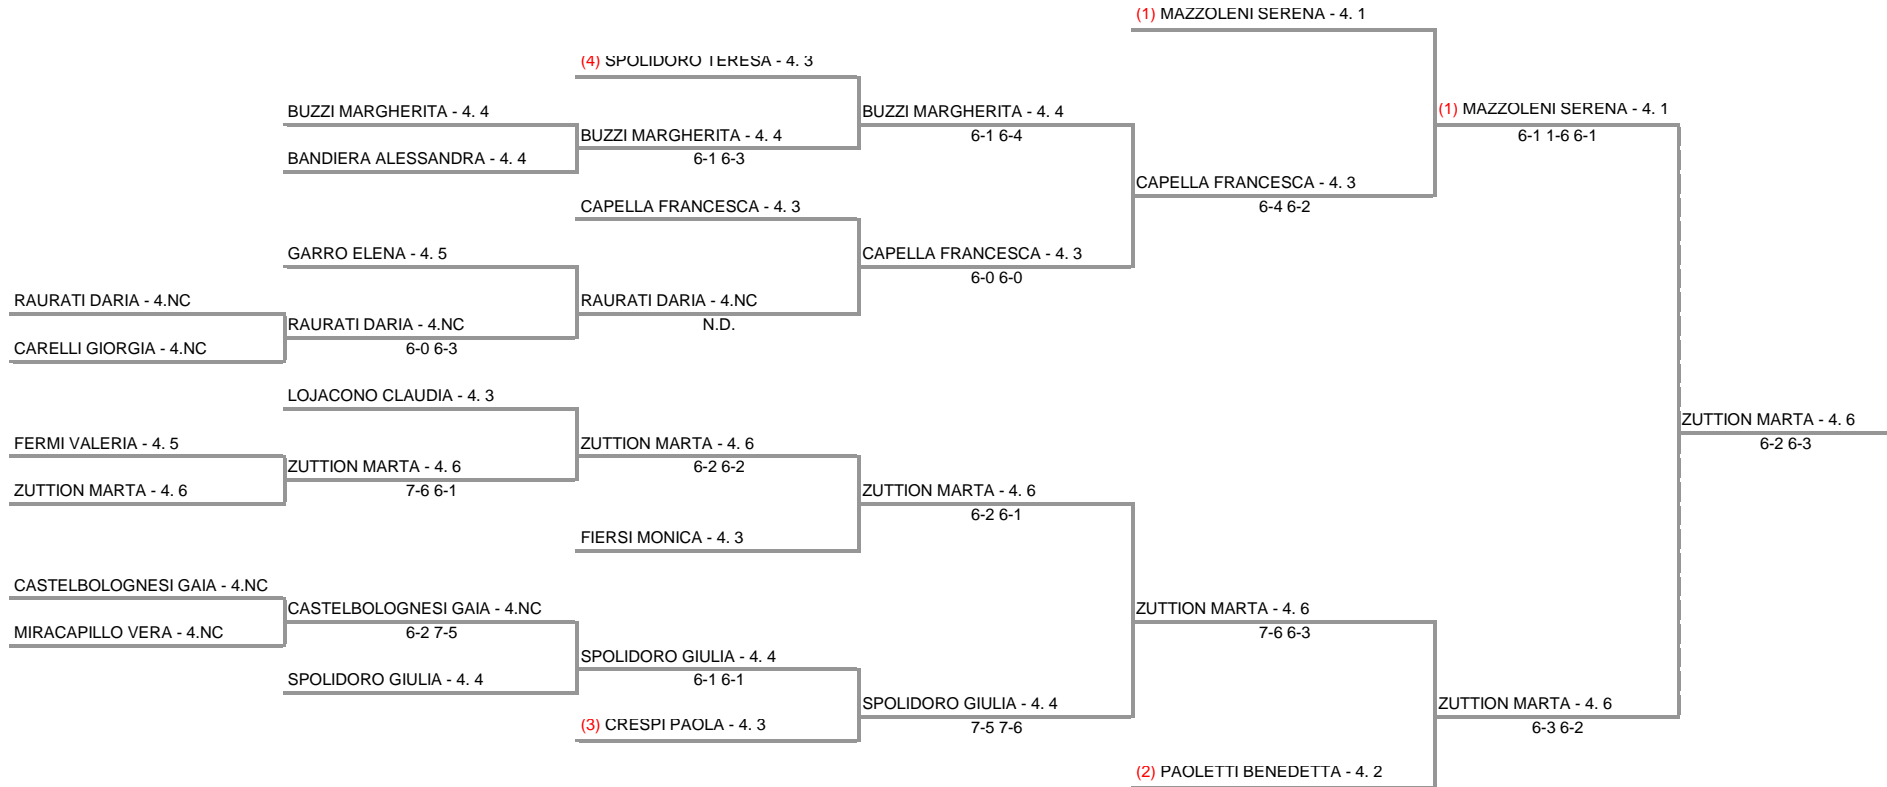 (1) MAZZOLENI SERENA - 4. 1
(4) SPOLIDORO TERESA - 4. 3
BUZZI MARGHERITA - 4. 4
BUZZI MARGHERITA - 4. 4
(1) MAZZOLENI SERENA - 4. 1
BUZZI MARGHERITA - 4. 4
6-1 6-4
6-1 1-6 6-1
BANDIERA ALESSANDRA - 4. 4
6-1 6-3
CAPELLA FRANCESCA - 4. 3
CAPELLA FRANCESCA - 4. 3
6-4 6-2
GARRO ELENA - 4. 5
CAPELLA FRANCESCA - 4. 3
6-0 6-0
RAURATI DARIA - 4.NC
RAURATI DARIA - 4.NC
RAURATI DARIA - 4.NC
N.D.
CARELLI GIORGIA - 4.NC
6-0 6-3
LOJACONO CLAUDIA - 4. 3
ZUTTION MARTA - 4. 6
FERMI VALERIA - 4. 5
ZUTTION MARTA - 4. 6
6-2 6-3
ZUTTION MARTA - 4. 6
6-2 6-2
ZUTTION MARTA - 4. 6
7-6 6-1
ZUTTION MARTA - 4. 6
6-2 6-1
FIERSI MONICA - 4. 3
CASTELBOLOGNESI GAIA - 4.NC
CASTELBOLOGNESI GAIA - 4.NC
ZUTTION MARTA - 4. 6
MIRACAPILLO VERA - 4.NC
6-2 7-5
7-6 6-3
SPOLIDORO GIULIA - 4. 4
SPOLIDORO GIULIA - 4. 4
6-1 6-1
SPOLIDORO GIULIA - 4. 4
ZUTTION MARTA - 4. 6
(3) CRESPI PAOLA - 4. 3
7-5 7-6
6-3 6-2
(2) PAOLETTI BENEDETTA - 4. 2